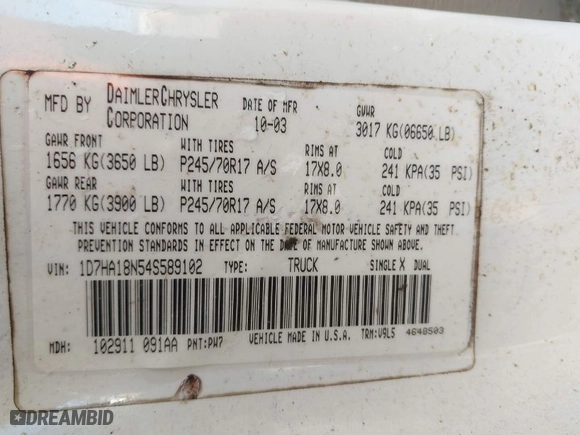 MFD BY DAIMLERCHRYSLER CORPORATION
DATE OF MFR 10-03
GVWR 3017 KG(06650 LB)
GAWR FRONT WITH TIRES RIMS AT COLD
1656 KG(3650 LB) P245/70R17 A/S 17X8.0 241 KPA(35 PSI)
GAWR REAR WITH TIRES RIMS AT COLD
1770 KG(3900 LB) P245/70R17 A/S 17X8.0 241 KPA(35 PSI)
THIS VEHICLE CONFORMS TO ALL APPLICABLE FEDERAL MOTOR VEHICLE SAFETY AND THEFT
PREVENTION STANDARDS IN EFFECT ON THE DATE OF MANUFACTURE SHOWN ABOVE.
VIN: 1D7HA18N54S589102 TYPE: TRUCK SINGLE X DUAL
MDH: 102911 091AA PNT:PW7 VEHICLE MADE IN U.S.A. TRM:V9L5 4648503
DREAMBID